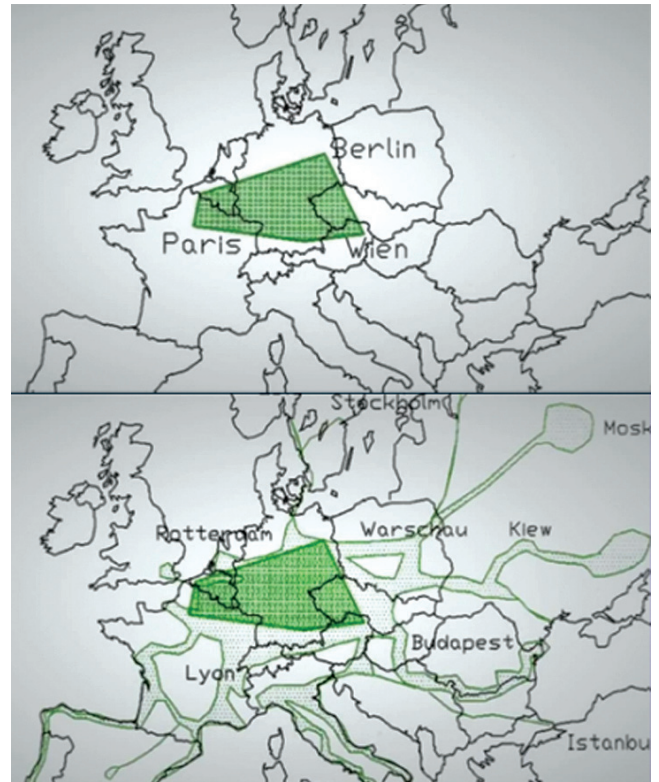 Berlin
Paris
Wien
Stockholm
Mosk
Rotterdam
Warschau
Kiew
Budapest
Lyon
Istanbu